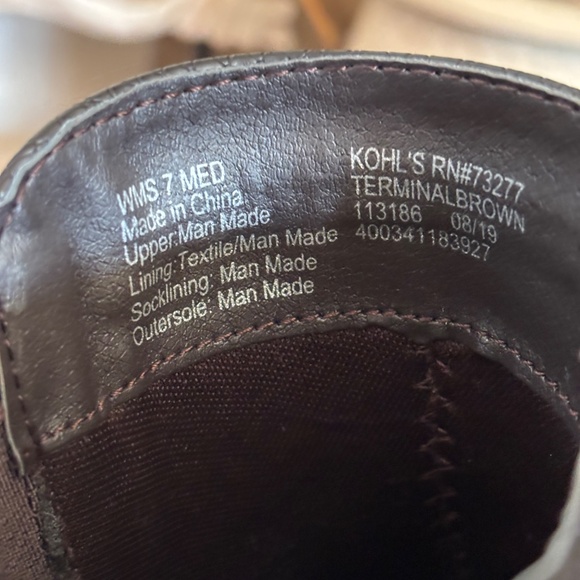 WMS 7 MED
Made in China
Upper:Man Made
Lining:Textile/Man Made
Socklining: Man Made
Outersole: Man Made
KOHL'S RN#73277
TERMINALBROWN
113186 08/19
400341183927